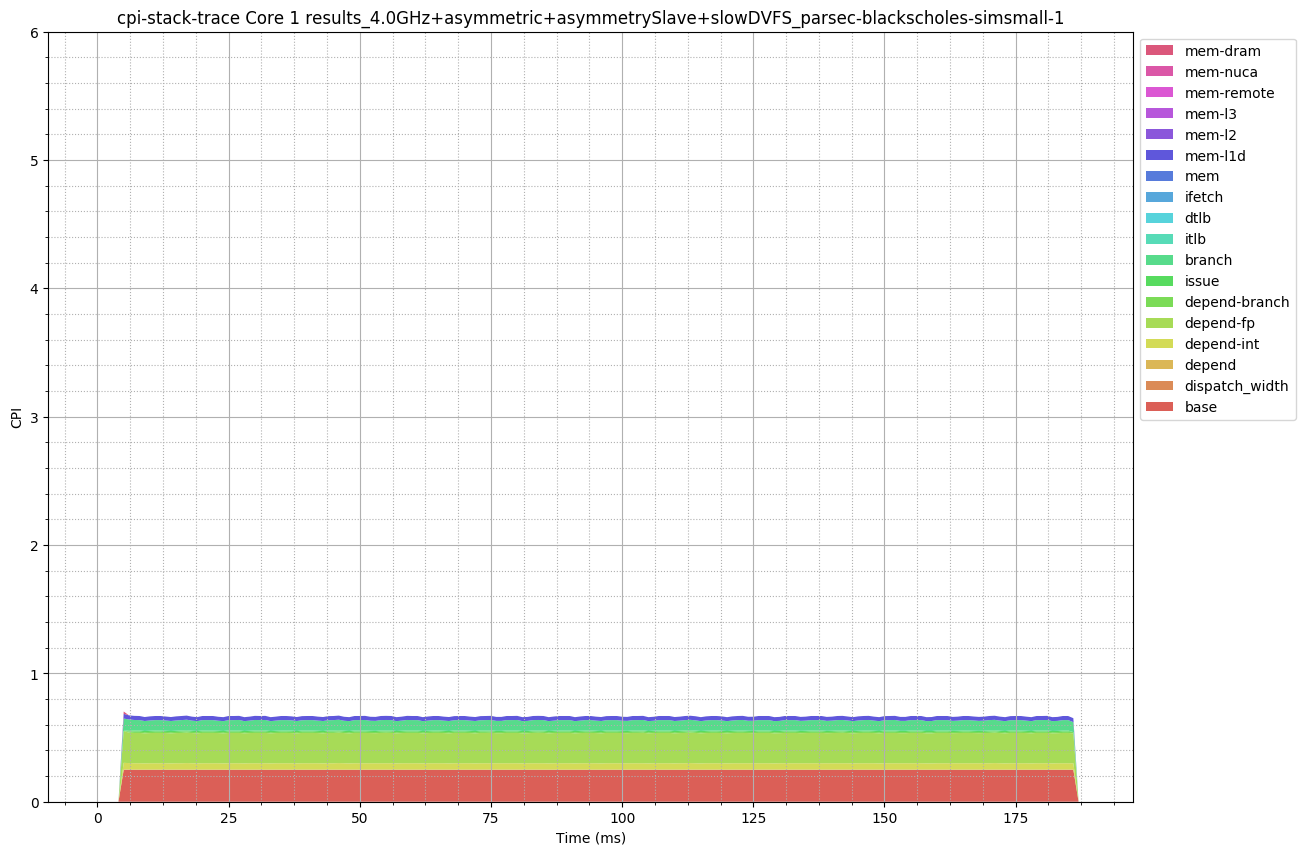 cpi-stack-trace Core 1 results_4.0GHz+asymmetric+asymmetrySlave+slowDVFS_parsec-blackscholes-simsmall-1
6
5
4
3
2
1
0
CPI
0 25 50 75 100 125 150 175
Time (ms)
mem-dram
mem-nuca
mem-remote
mem-l3
mem-l2
mem-l1d
mem
ifetch
dtlb
itlb
branch
issue
depend-branch
depend-fp
depend-int
depend
dispatch_width
base